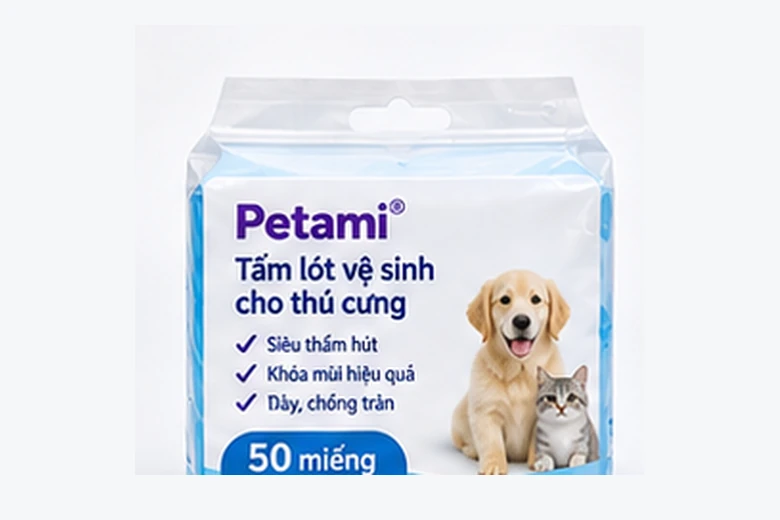 Petami®
Tấm lót vệ sinh
cho thú cưng
Siêu thấm hút
Khóa mùi hiệu quả
Dày, chống tràn
50 miếng